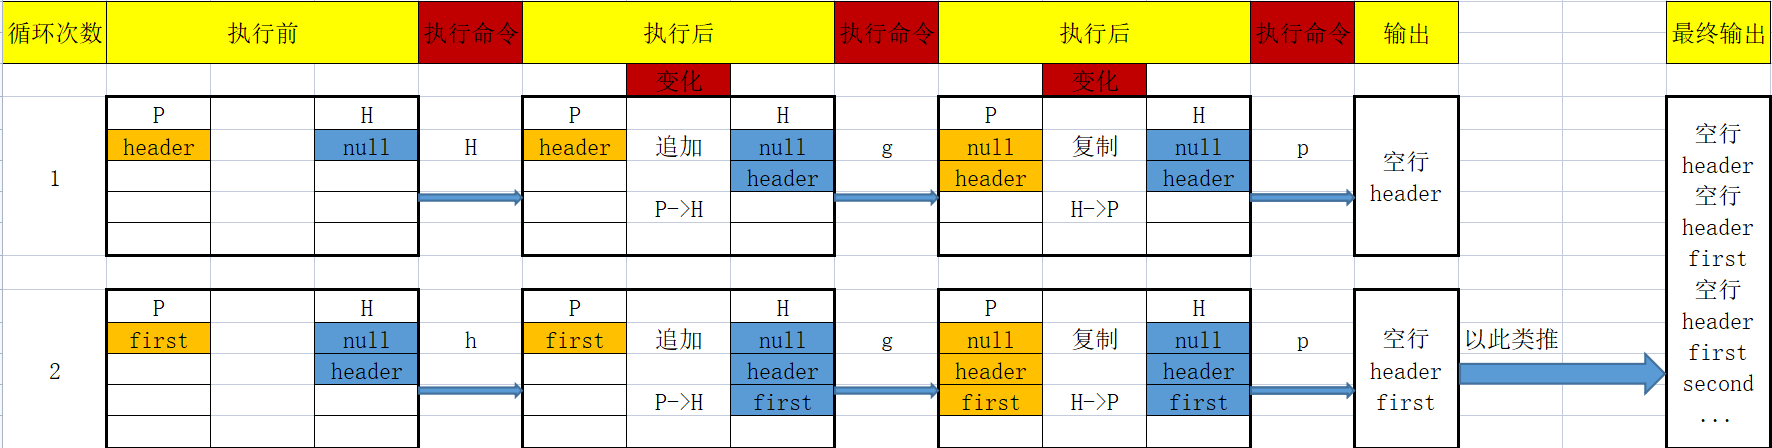 循环次数 执行前 执行命令 执行后 执行命令 执行后 执行命令 输出 最终输出
变化 变化
P H P H P H
header null H header 追加 null g null 复制 null p 空行 空行
header header header header header
1 P->H H->P 空行
header
first
空行
P H P H P H header
first null h first 追加 null g null 复制 null p 空行 以此类推 first
2 header header header header header second
P->H first first H->P first first ...